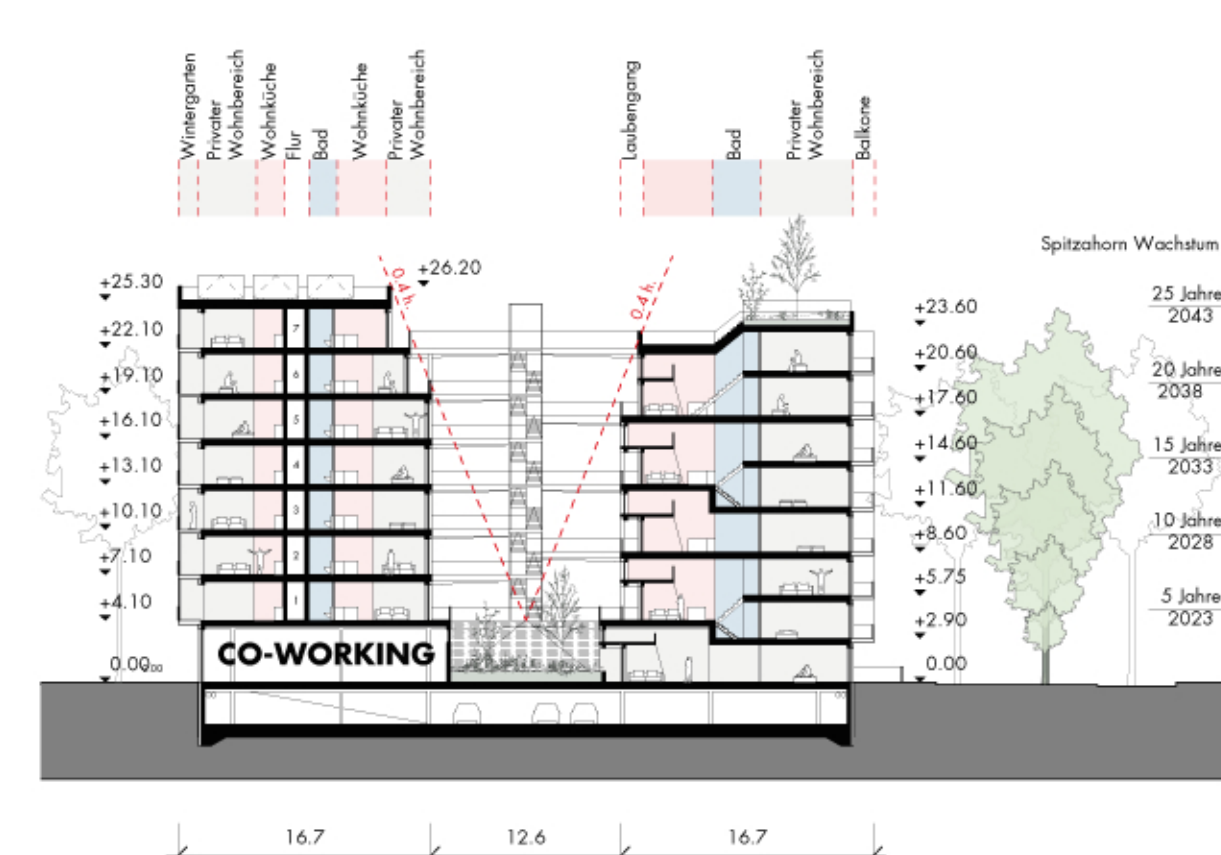 Wintergarten
Privater
Wohnbereich
Wohnküche
Flur
Bad
Wohnküche
Privater
Wohnbereich
Laubengang
Bad
Privater
Wohnbereich
Balkone
Spitzahorn Wachstum
+25.30
+22.10
+19.10
+16.10
+13.10
+10.10
+7.10
+4.10
0.00
+26.20
0.4 h.
0.4 h.
7
6
5
4
3
2
1
CO-WORKING
+23.60
+20.60
+17.60
+14.60
+11.60
+8.60
+5.75
+2.90
0.00
25 Jahre
2043
20 Jahre
2038
15 Jahre
2033
10 Jahre
2028
5 Jahre
2023
16.7
12.6
16.7